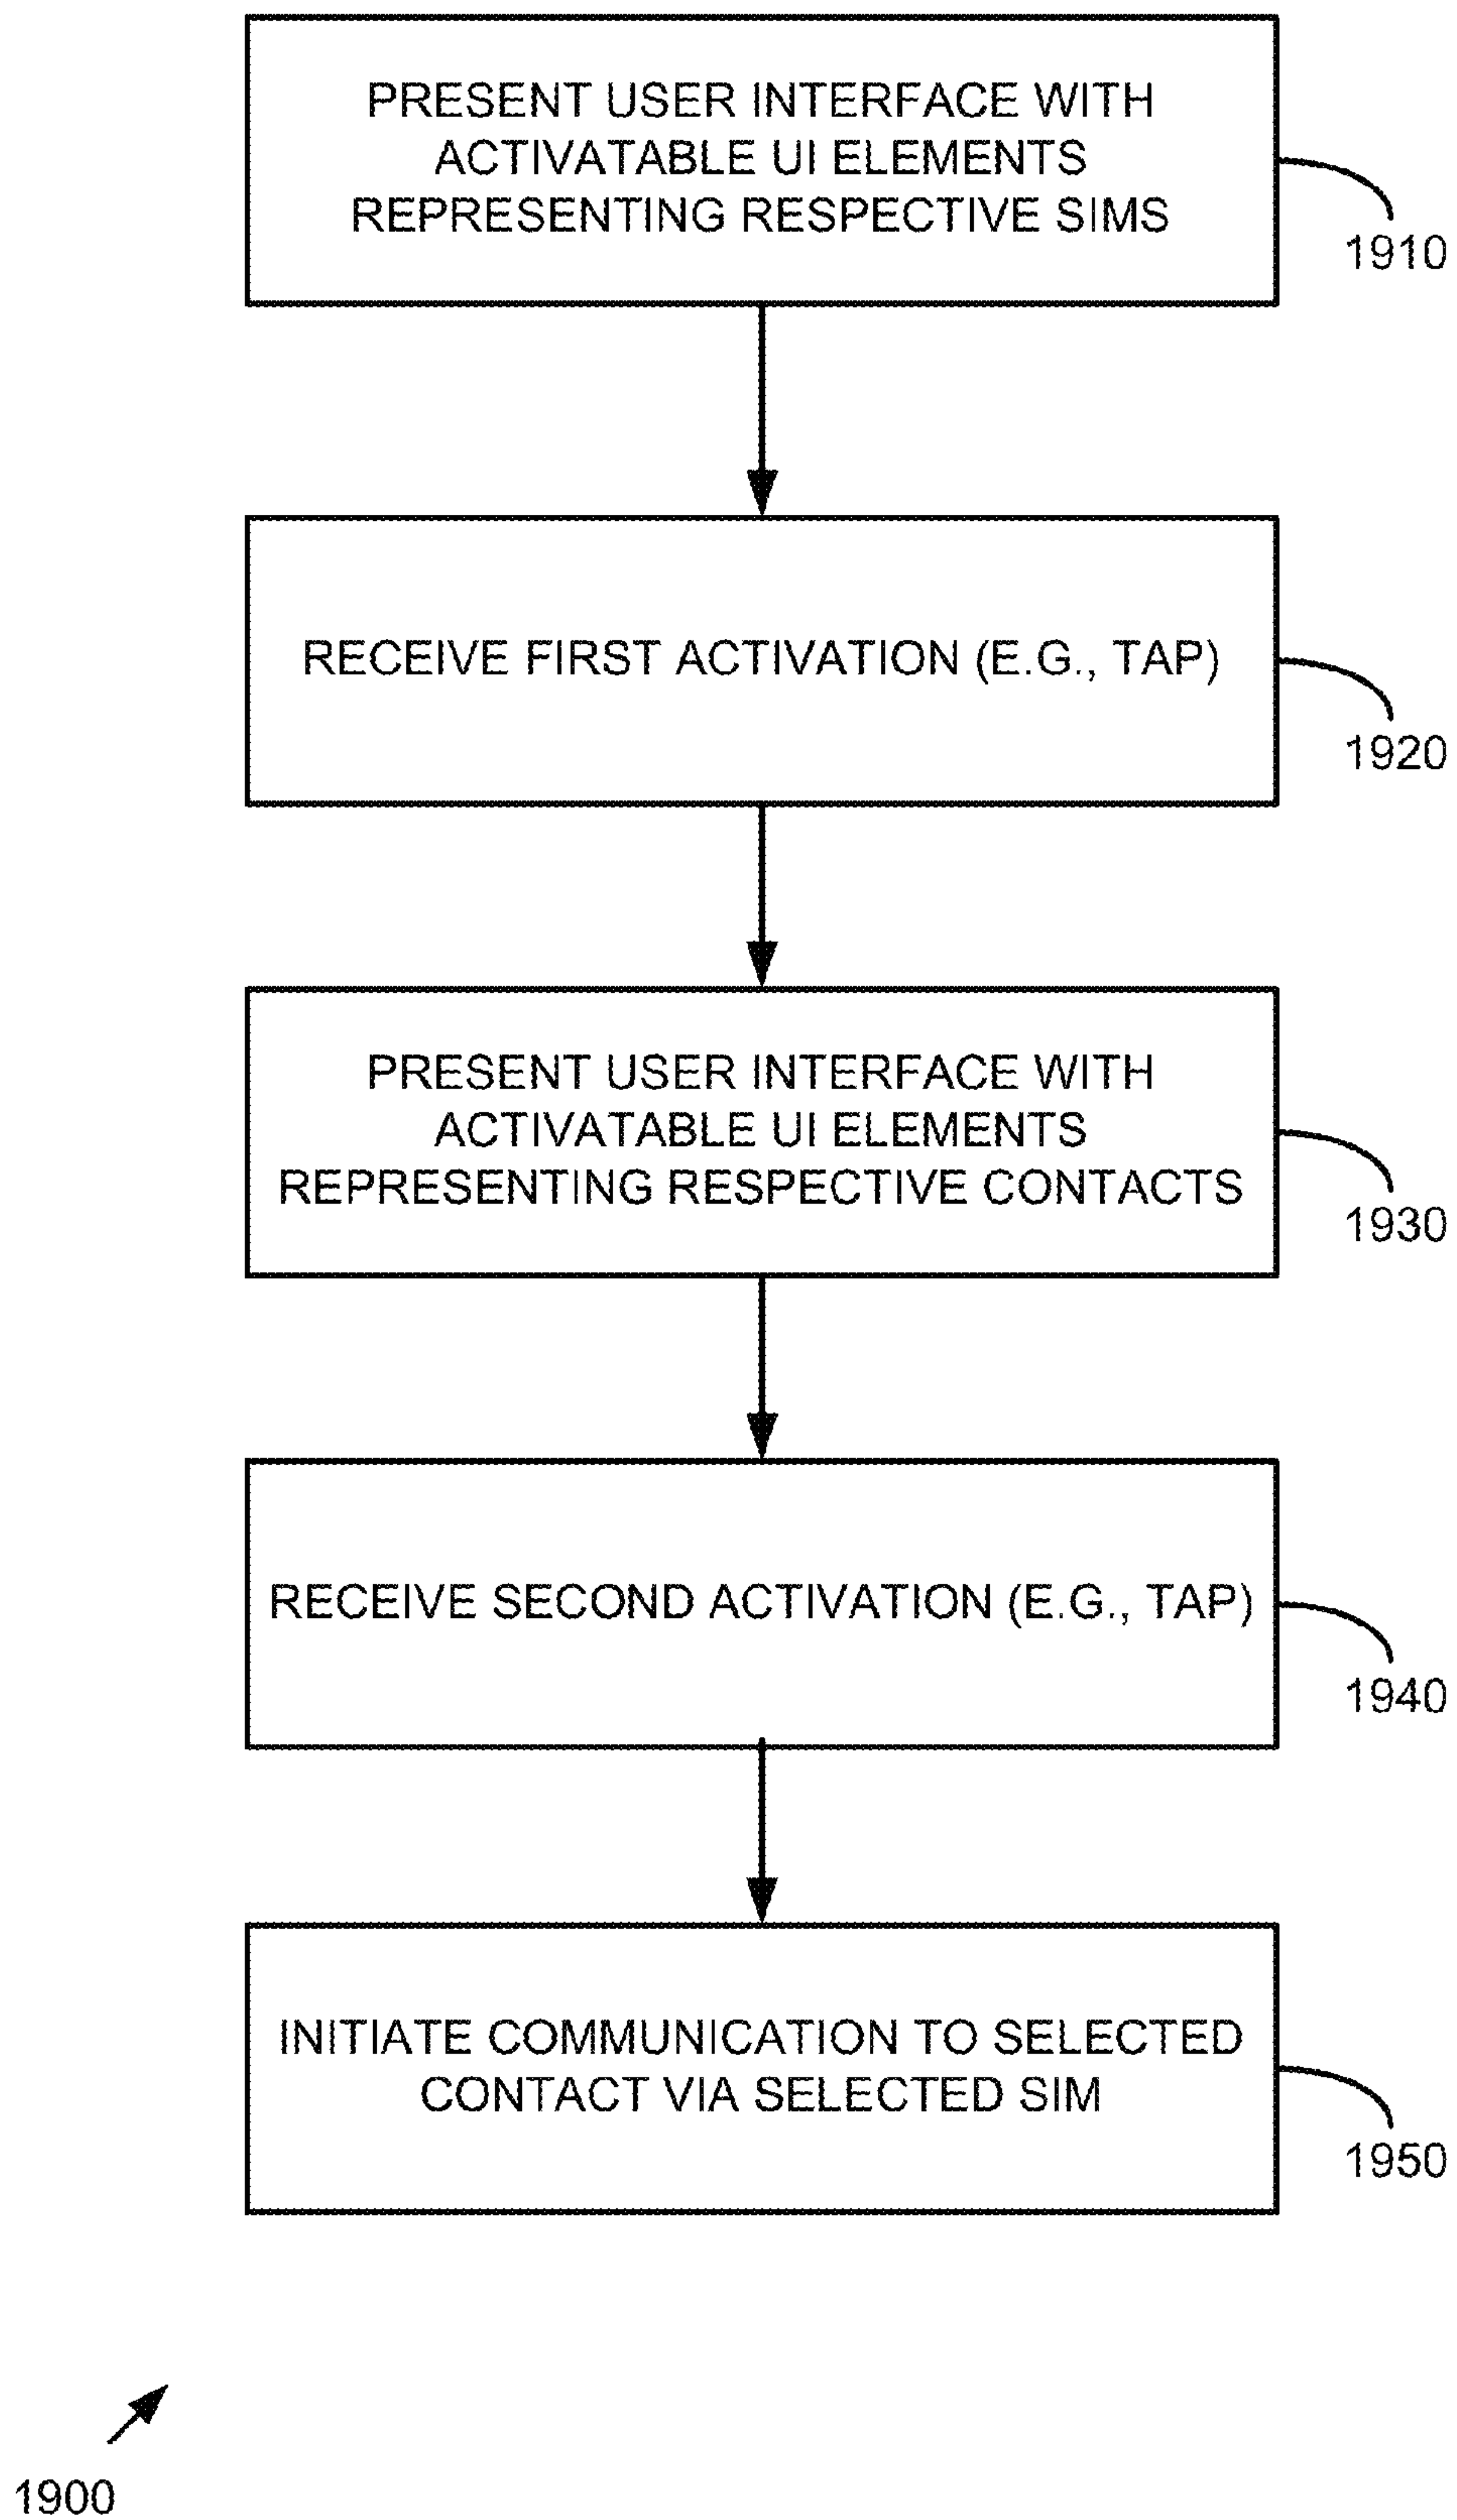 PRESENT USER INTERFACE WITH
ACTIVATABLE UI ELEMENTS
REPRESENTING RESPECTIVE SIMS
1910
RECEIVE FIRST ACTIVATION (E.G., TAP)
1920
PRESENT USER INTERFACE WITH
ACTIVATABLE UI ELEMENTS
REPRESENTING RESPECTIVE CONTACTS
1930
RECEIVE SECOND ACTIVATION (E.G., TAP)
1940
INITIATE COMMUNICATION TO SELECTED
CONTACT VIA SELECTED SIM
1950
1900